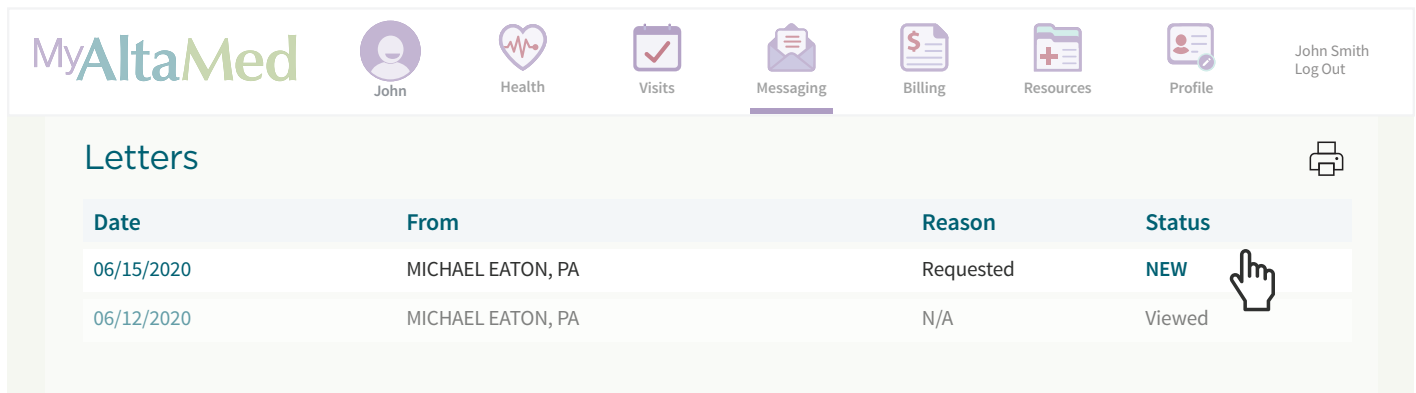 MyAltaMed
John
Health
Visits
Messaging
$
Billing
Resources
Profile
John Smith
Log Out
Letters
Date From Reason Status
06/15/2020 MICHAEL EATON, PA Requested NEW
06/12/2020 MICHAEL EATON, PA N/A Viewed